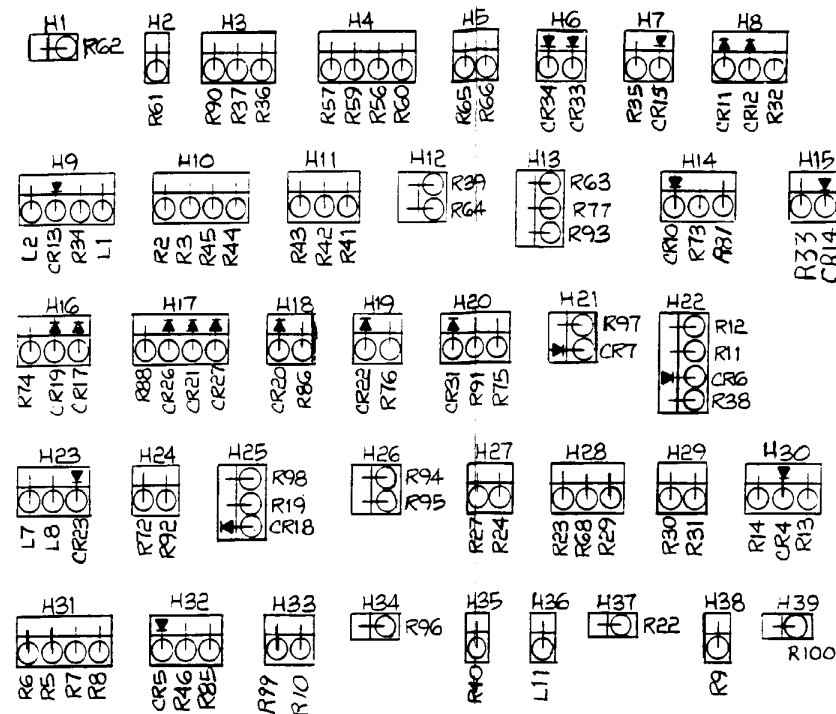 H1 H2 H3 H4 H5 H6 H7 H8
R62
R61 R90 R37 R36 R57 R59 R56 R60 R65 R66 CR34 CR33 R35 CR15 CR11 CR12 R32
H9 H10 H11 H12 H13 H14 H15
R39 R63
R64 R77
R93
L2 CR13 R34 L1 R2 R3 R45 R44 R43 R42 R41 CR10 R73 R81 R33 CR14
H16 H17 H18 H19 H20 H21 H22
R97 R12
CR7 R11
CR6
R38
R74 CR19 CR17 R88 CR26 CR21 CR27 CR20 R86 CR22 R76 CR31 R91 R75
H23 H24 H25 H26 H27 H28 H29 H30
R98 R94
R19 R95
CR18
L7 L8 CR23 R72 R92 R27 R24 R23 R68 R29 R30 R31 R14 CR4 R13
H31 H32 H33 H34 H35 H36 H37 H38 H39
R96 R22
R100
R6 R5 R7 R8 CR5 R46 R85 R99 R10 R40 L11 R9